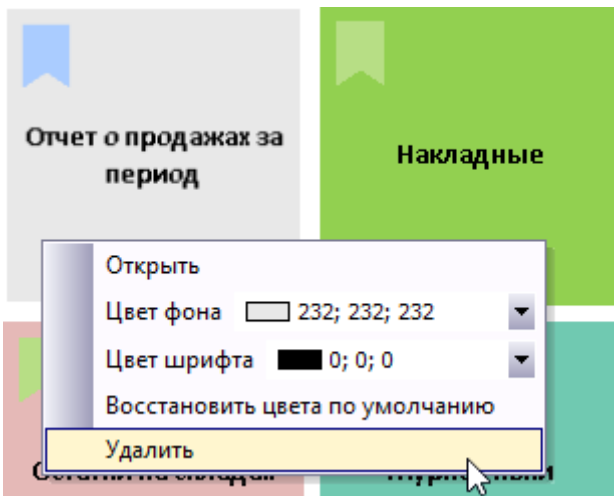 Отчет о продажах за
период
Накладные
Открыть
Цвет фона 232; 232; 232
Цвет шрифта 0; 0; 0
Восстановить цвета по умолчанию
Удалить